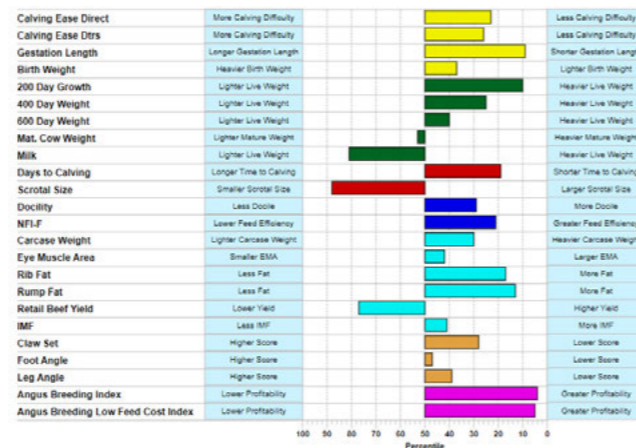 Calving Ease Direct More Calving Difficulty Less Calving Difficulty
Calving Ease Dtrs More Calving Difficulty Less Calving Difficulty
Gestation Length Longer Gestation Length Shorter Gestation Length
Birth Weight Heavier Birth Weight Lighter Birth Weight
200 Day Growth Lighter Live Weight Heavier Live Weight
400 Day Weight Lighter Live Weight Heavier Live Weight
600 Day Weight Lighter Live Weight Heavier Live Weight
Mat. Cow Weight Lighter Mature Weight Heavier Mature Weight
Milk Lighter Live Weight Heavier Live Weight
Days to Calving Longer Time to Calving Shorter Time to Calving
Scrotal Size Smaller Scrotal Size Larger Scrotal Size
Docility Less Docile More Docile
NFI-F Lower Feed Efficiency Greater Feed Efficiency
Carcase Weight Lighter Carcase Weight Heavier Carcase Weight
Eye Muscle Area Smaller EMA Larger EMA
Rib Fat Less Fat More Fat
Rump Fat Less Fat More Fat
Retail Beef Yield Lower Yield Higher Yield
IMF Less IMF More IMF
Claw Set Higher Score Lower Score
Foot Angle Higher Score Lower Score
Leg Angle Higher Score Lower Score
Angus Breeding Index Lower Profitability Greater Profitability
Angus Breeding Low Feed Cost Index Lower Profitability Greater Profitability
100 90 80 70 60 50 40 30 20 10 0
Percentile